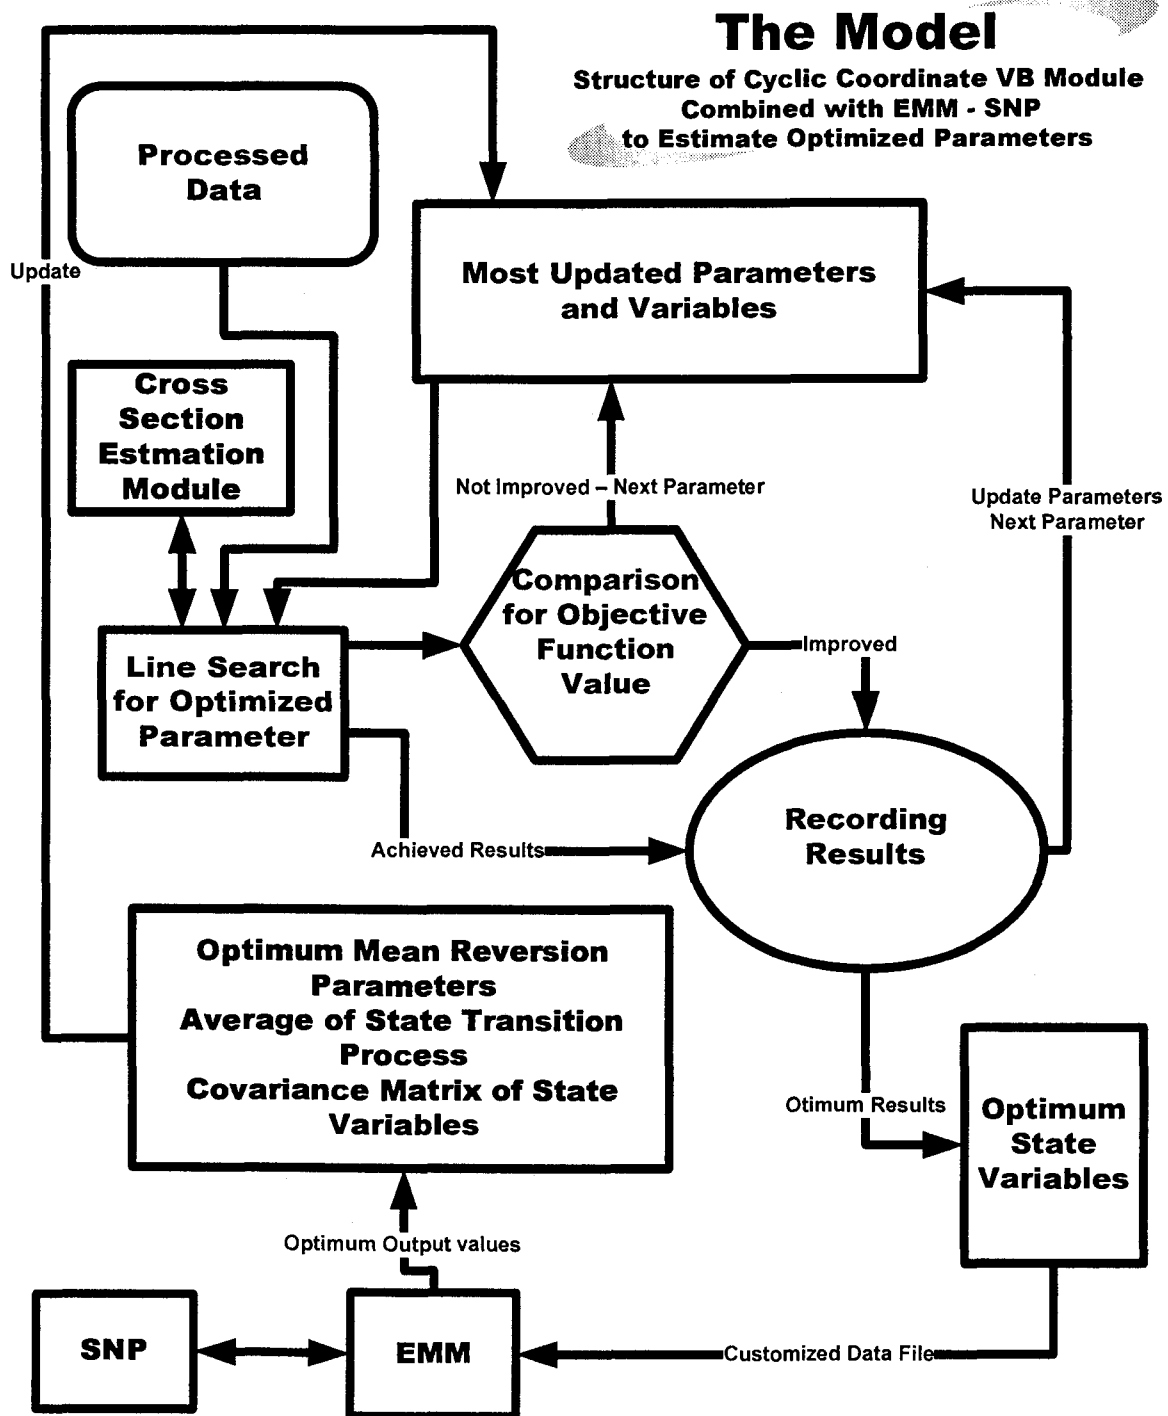 The Model
Structure of Cyclic Coordinate VB Module
Combined with EMM - SNP
to Estimate Optimized Parameters
Processed
Data
Update
Most Updated Parameters
and Variables
Cross
Section
Estmation
Module
Not Improved – Next Parameter
Update Parameters
Next Parameter
Comparison
for Objective
Function
Value
Improved
Line Search
for Optimized
Parameter
Achieved Results
Recording
Results
Optimum Mean Reversion
Parameters
Average of State Transition
Process
Covariance Matrix of State
Variables
Otimum Results
Optimum
State
Variables
Optimum Output values
SNP
EMM
Customized Data File